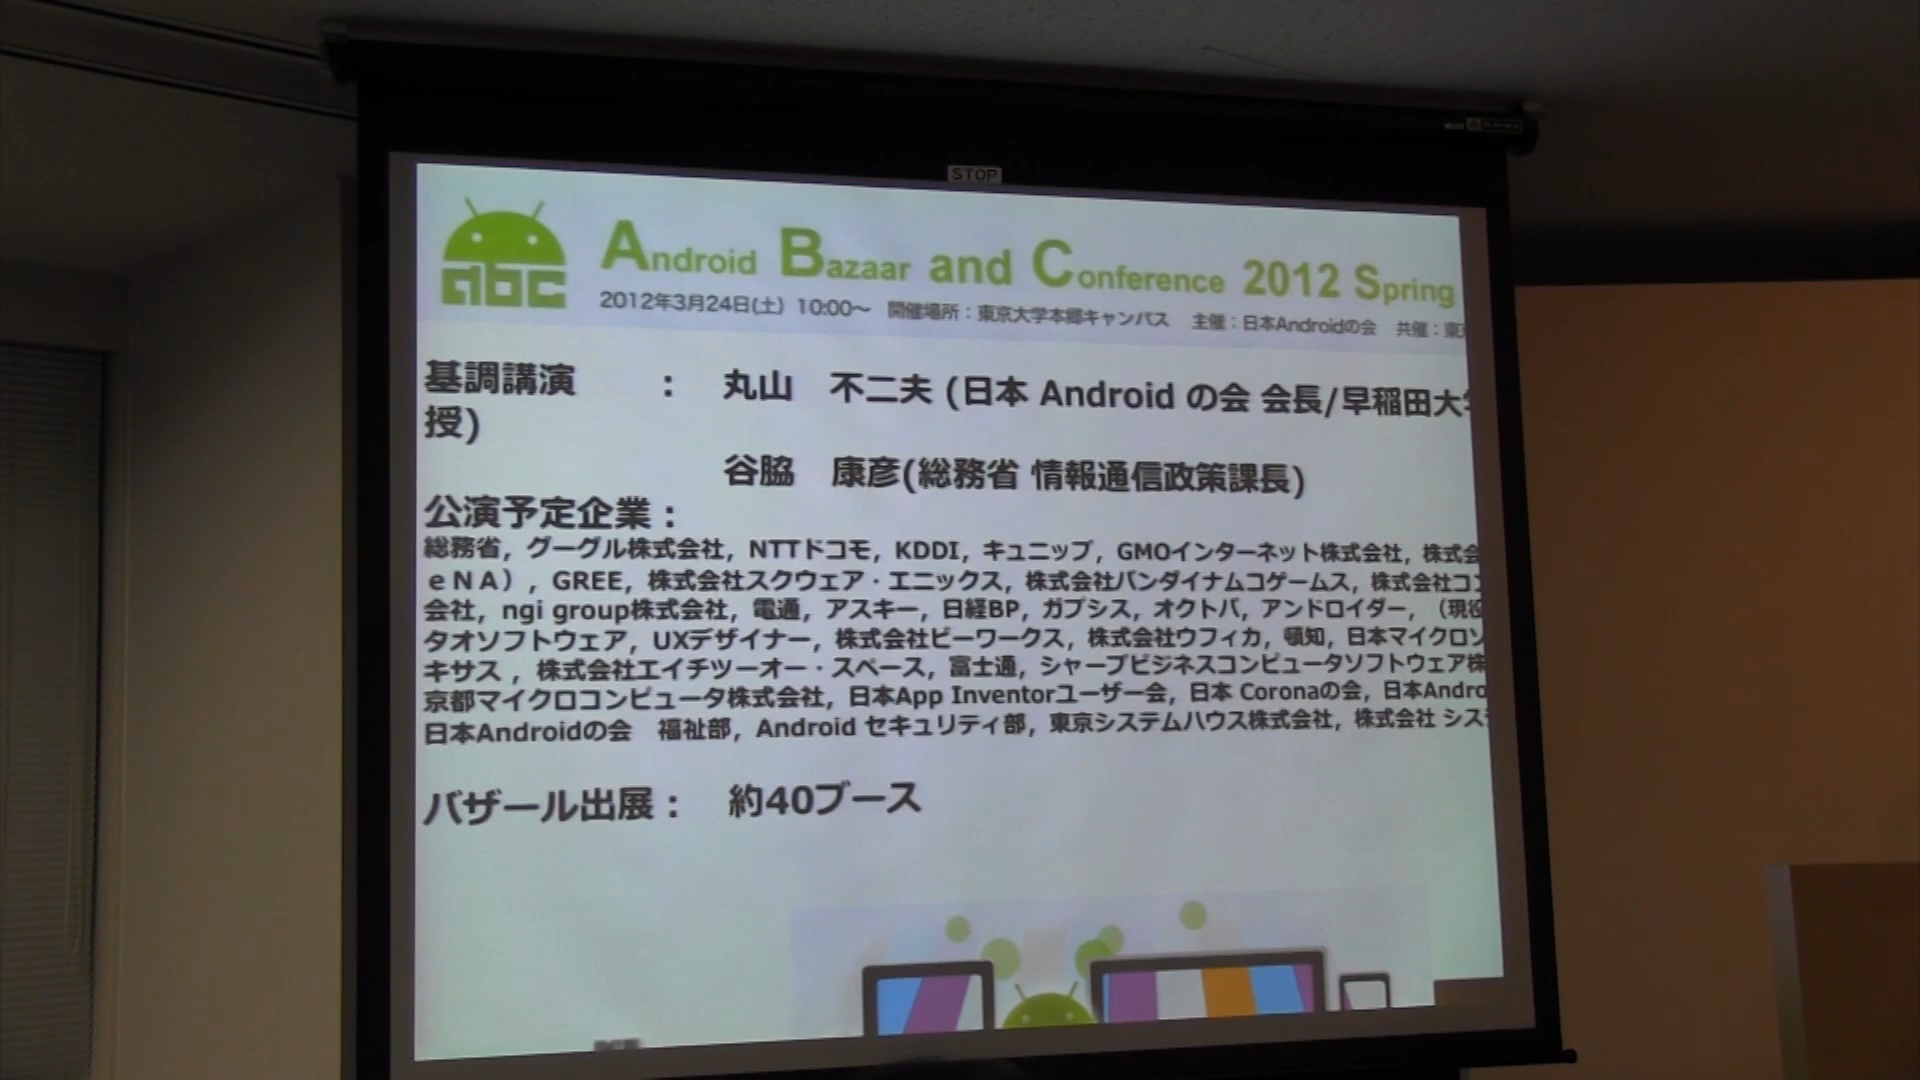 STOP
abc
Android Bazaar and Conference 2012 Spring
2012年3月24日(土) 10:00～ 開催場所：東京大学本郷キャンパス 主催：日本Androidの会 共催：東
基調講演 ： 丸山 不二夫 (日本 Android の会 会長/早稲田大学
授)
谷脇 康彦(総務省 情報通信政策課長)
公演予定企業：
総務省, グーグル株式会社, NTTドコモ, KDDI, キュニップ, GMOインターネット株式会社, 株式会
ｅＮＡ）, GREE, 株式会社スクウェア・エニックス, 株式会社バンダイナムコゲームス, 株式会社コン
会社, ngi group株式会社, 電通, アスキー, 日経BP, ガプシス, オクトバ, アンドロイダー, （現役
タオソフトウェア, UXデザイナー, 株式会社ビーワークス, 株式会社ウフィカ, 頓知, 日本マイクロソ
キサス , 株式会社エイチツーオー・スペース, 富士通, シャープビジネスコンピュータソフトウェア株
京都マイクロコンピュータ株式会社, 日本App Inventorユーザー会, 日本 Coronaの会, 日本Andro
日本Androidの会 福祉部, Android セキュリティ部, 東京システムハウス株式会社, 株式会社 シス
バザール出展： 約40ブース